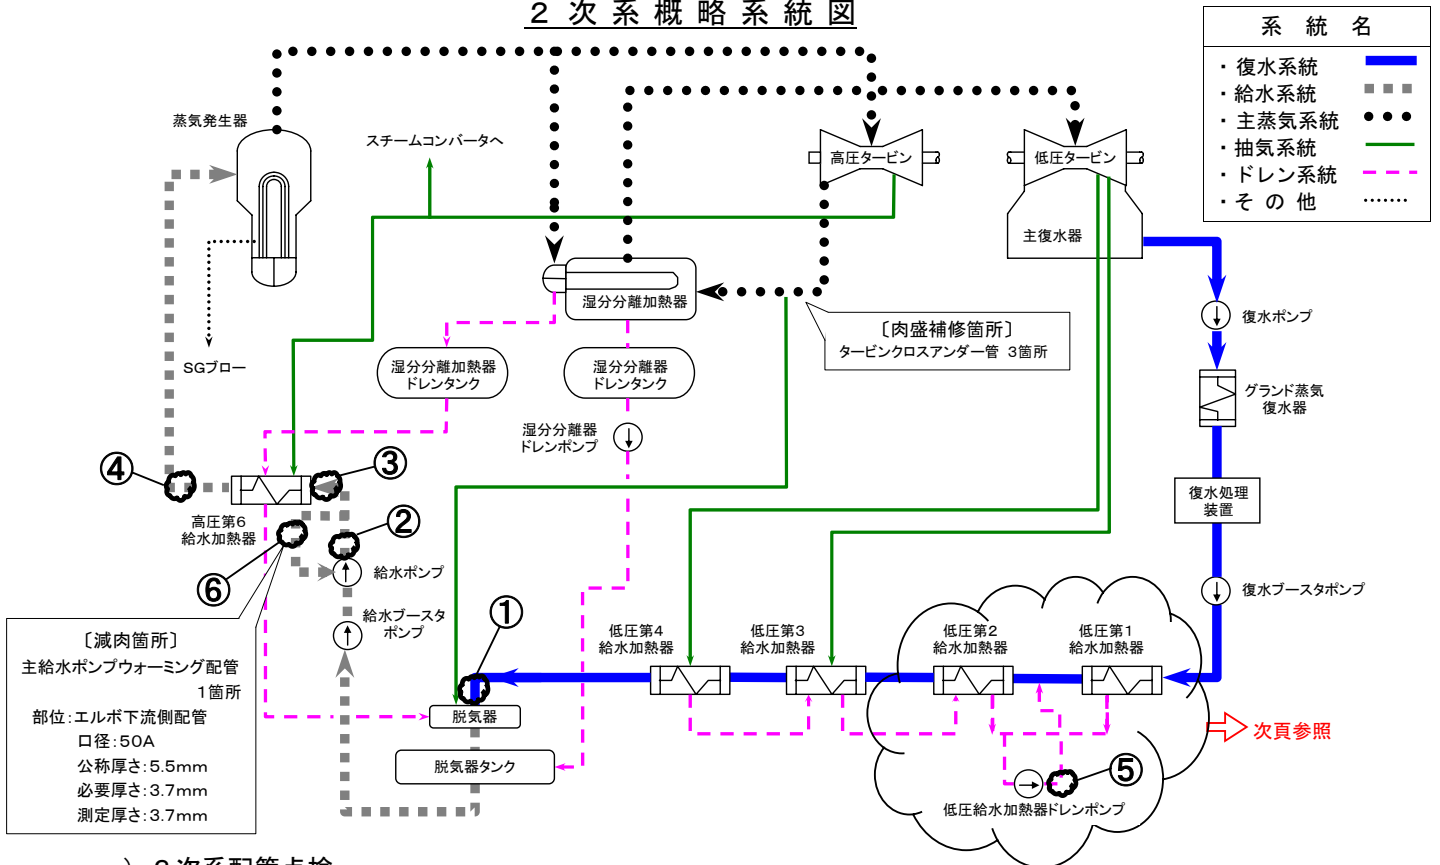 ２次系概略系統図
系統名
・復水系統
・給水系統
・主蒸気系統
・抽気系統
・ドレン系統
・その他
蒸気発生器
スチームコンバータへ
高圧タービン
低圧タービン
主復水器
湿分分離加熱器
復水ポンプ
〔肉盛補修箇所〕
タービンクロスアンダー管 3箇所
SGブロー
湿分分離加熱器
ドレンタンク
湿分分離器
ドレンタンク
グランド蒸気
復水器
湿分分離器
ドレンポンプ
④
③
復水処理
装置
高圧第6
給水加熱器
②
⑥
給水ポンプ
復水ブースタポンプ
給水ブースタ
ポンプ
①
低圧第4
給水加熱器
低圧第3
給水加熱器
低圧第2
給水加熱器
低圧第1
給水加熱器
〔減肉箇所〕
主給水ポンプウォーミング配管
1箇所
部位:エルボ下流側配管
口径:50A
公称厚さ:5.5mm
必要厚さ:3.7mm
測定厚さ:3.7mm
脱気器
脱気器タンク
次頁参照
⑤
低圧給水加熱器ドレンポンプ